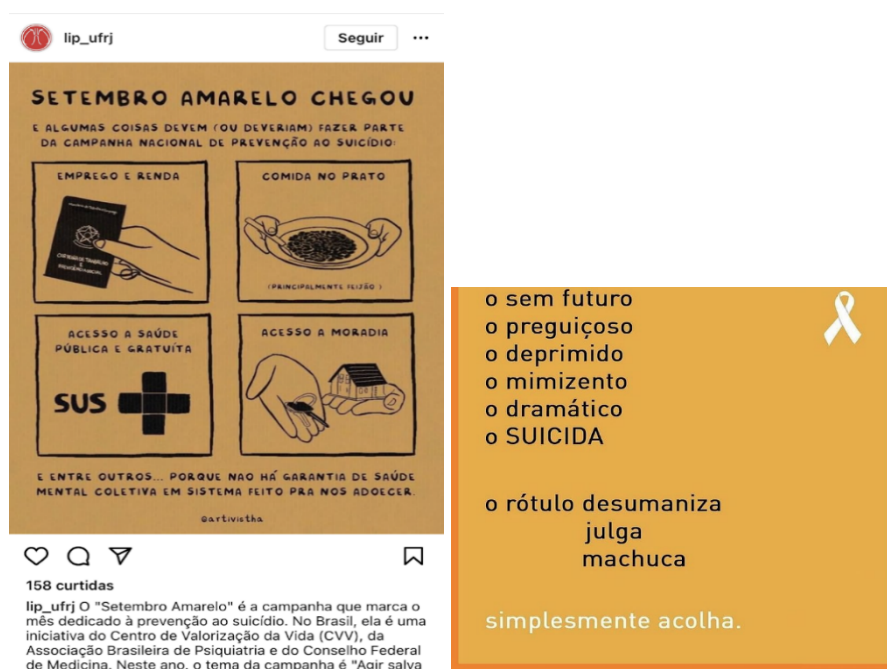 lip_ufrj
Seguir
SETEMBRO AMARELO CHEGOU
E ALGUMAS COISAS DEVEM (OU DEVERIAM) FAZER PARTE
DA CAMPANHA NACIONAL DE PREVENÇÃO AO SUICÍDIO:
EMPREGO E RENDA
COMIDA NO PRATO
(PRINCIPALMENTE FEIJÃO)
ACESSO A SAÚDE
PÚBLICA E GRATUÍTA
SUS
ACESSO A MORADIA
E ENTRE OUTROS... PORQUE NAO HÁ GARANTIA DE SAÚDE
MENTAL COLETIVA EM SISTEMA FEITO PRA NOS ADOECER.
@artivistha
158 curtidas
lip_ufrj O "Setembro Amarelo" é a campanha que marca o
mês dedicado à prevenção ao suicídio. No Brasil, ela é uma
iniciativa do Centro de Valorização da Vida (CVV), da
Associação Brasileira de Psiquiatria e do Conselho Federal
de Medicina. Neste ano, o tema da campanha é "Agir salva
o sem futuro
o preguiçoso
o deprimido
o mimizento
o dramático
o SUICIDA
o rótulo desumaniza
julga
machuca
simplesmente acolha.